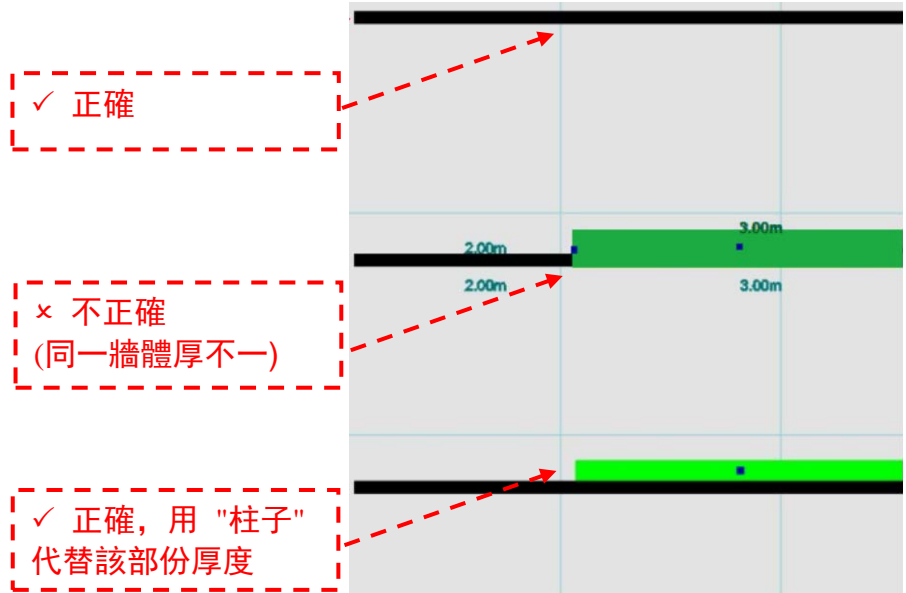 ✓ 正確
3.00m
2.00m
2.00m
3.00m
× 不正確
(同一牆體厚不一)
✓ 正確，用 "柱子"
代替該部份厚度